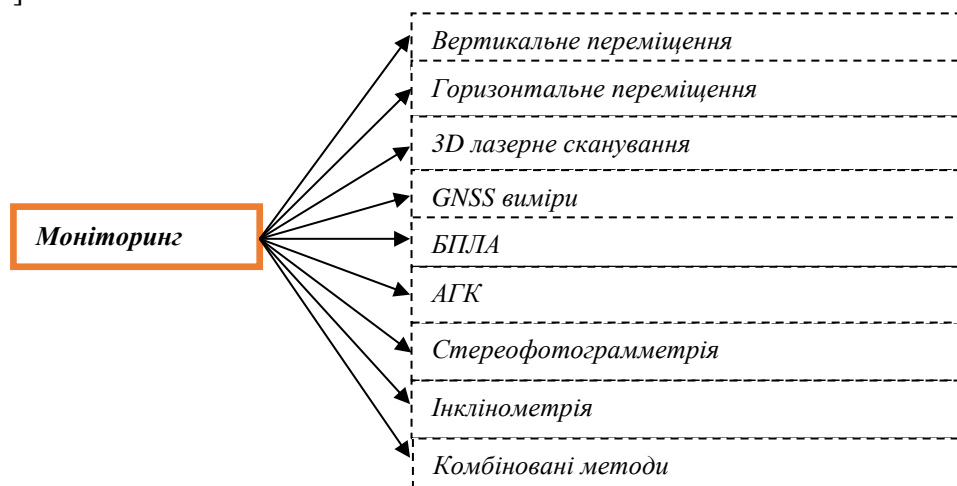 ]
Вертикальне переміщення
Горизонтальне переміщення
3D лазерне сканування
GNSS виміри
Моніторинг
БПЛА
АГК
Стереофотограмметрія
Інклінометрія
Комбіновані методи